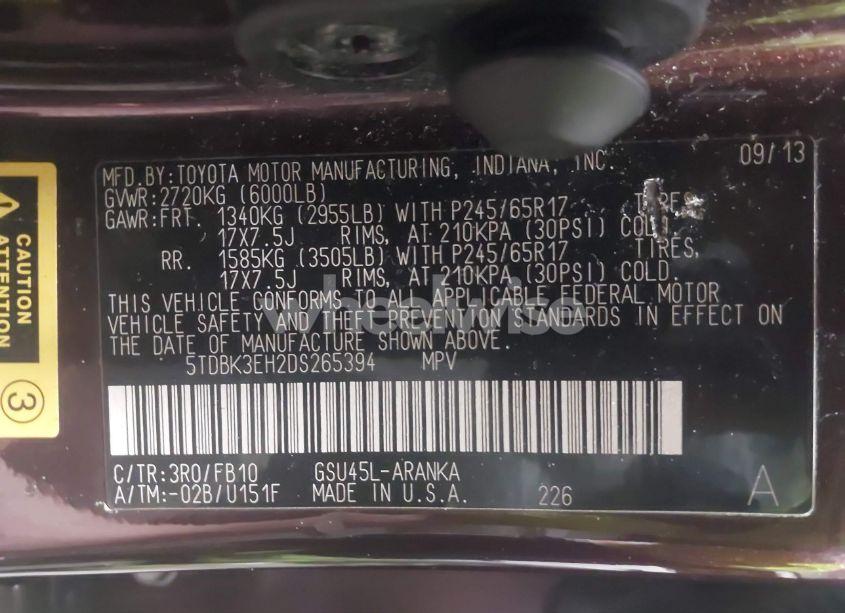 MFD.BY:TOYOTA MOTOR MANUFACTURING, INDIANA, INC. 09/13
GVWR:2720KG (6000LB)
GAWR:FRT. 1340KG (2955LB) WITH P245/65R17 TIRES,
17X7.5J RIMS, AT 210KPA (30PSI) COLD.
RR. 1585KG (3505LB) WITH P245/65R17 TIRES,
17X7.5J RIMS, AT 210KPA (30PSI) COLD.
THIS VEHICLE CONFORMS TO ALL APPLICABLE FEDERAL MOTOR
VEHICLE SAFETY AND THEFT PREVENTION STANDARDS IN EFFECT ON
THE DATE OF MANUFACTURE SHOWN ABOVE.
5TDBK3EH2DS265394 MPV
C/TR:3R0/FB10 GSU45L-ARANKA
A/TM:-02B/U151F MADE IN U.S.A. 226 A
ATTENTION
3
wheelwise